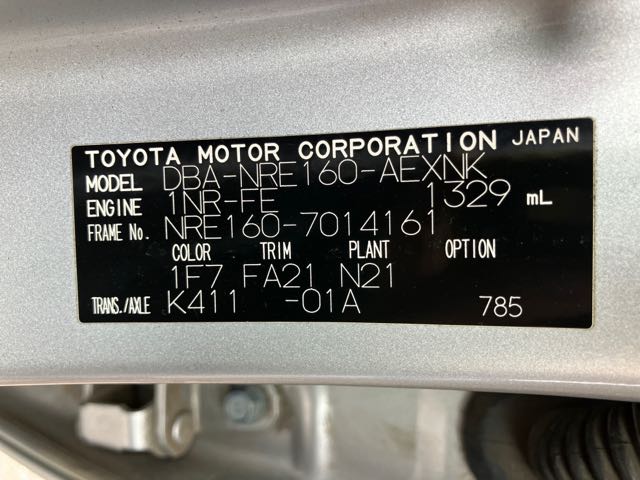 TOYOTA MOTOR CORPORATION JAPAN
MODEL DBA-NRE160-AEXNK
ENGINE 1NR-FE 1329 mL
FRAME No. NRE160-7014161
COLOR TRIM PLANT OPTION
1F7 FA21 N21
TRANS./AXLE K411 -01A 785